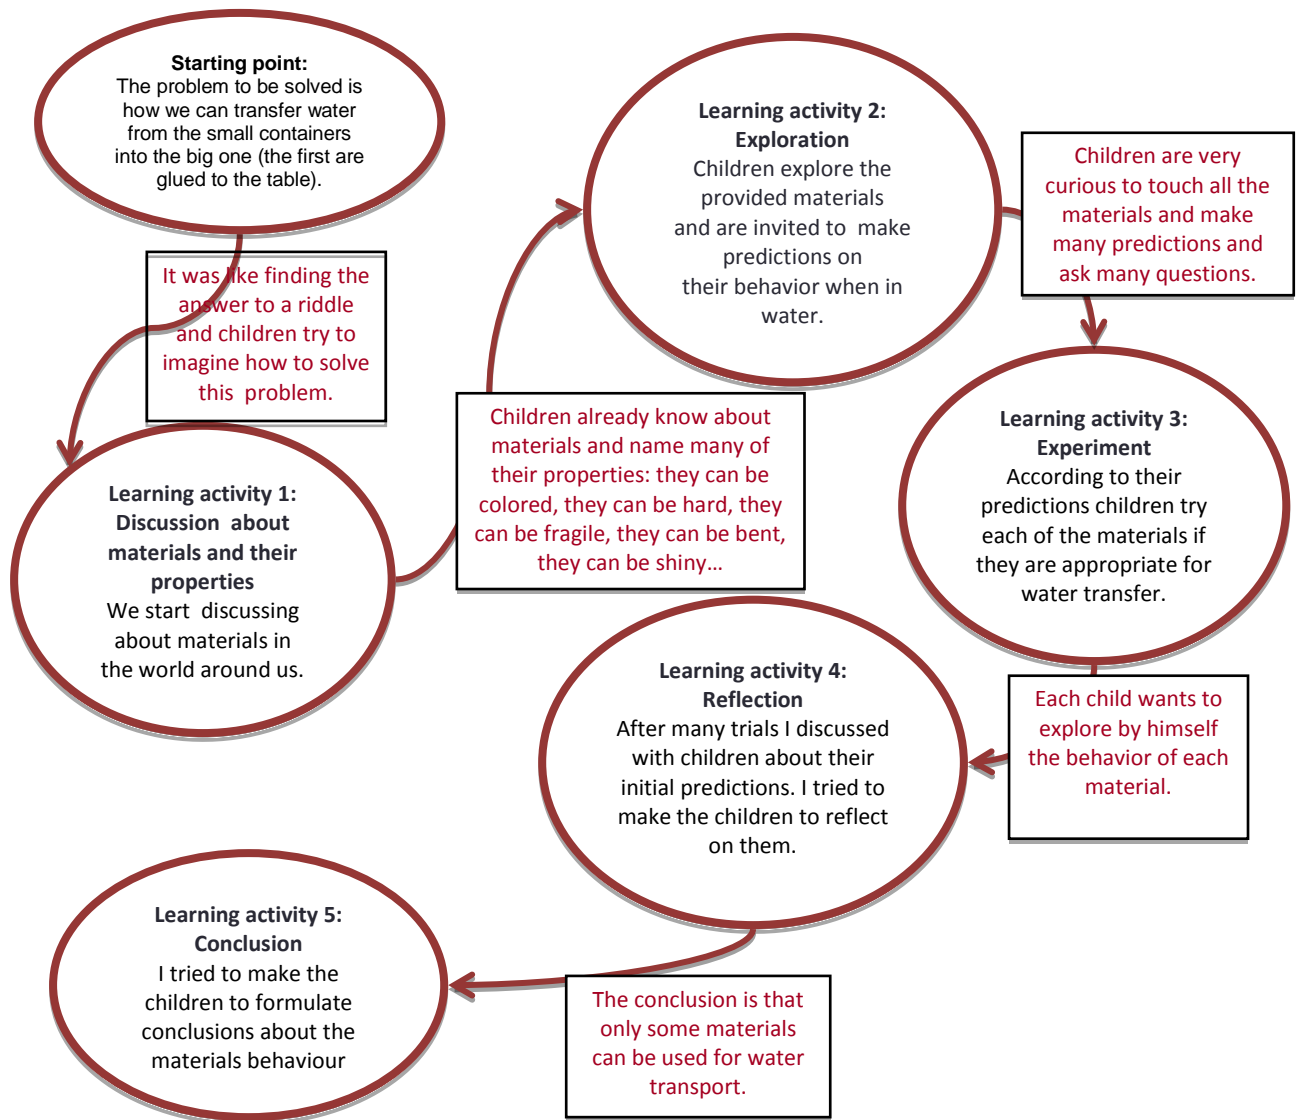 Starting point:
The problem to be solved is
how we can transfer water
from the small containers
into the big one (the first are
glued to the table).
It was like finding the
answer to a riddle
and children try to
imagine how to solve
this problem.
Learning activity 1:
Discussion about
materials and their
properties
We start discussing
about materials in
the world around us.
Children already know about
materials and name many of
their properties: they can be
colored, they can be hard, they
can be fragile, they can be bent,
they can be shiny…
Learning activity 2:
Exploration
Children explore the
provided materials
and are invited to make
predictions on
their behavior when in
water.
Children are very
curious to touch all the
materials and make
many predictions and
ask many questions.
Learning activity 3:
Experiment
According to their
predictions children try
each of the materials if
they are appropriate for
water transfer.
Each child wants to
explore by himself
the behavior of each
material.
Learning activity 4:
Reflection
After many trials I discussed
with children about their
initial predictions. I tried to
make the children to reflect
on them.
The conclusion is that
only some materials
can be used for water
transport.
Learning activity 5:
Conclusion
I tried to make the
children to formulate
conclusions about the
materials behaviour